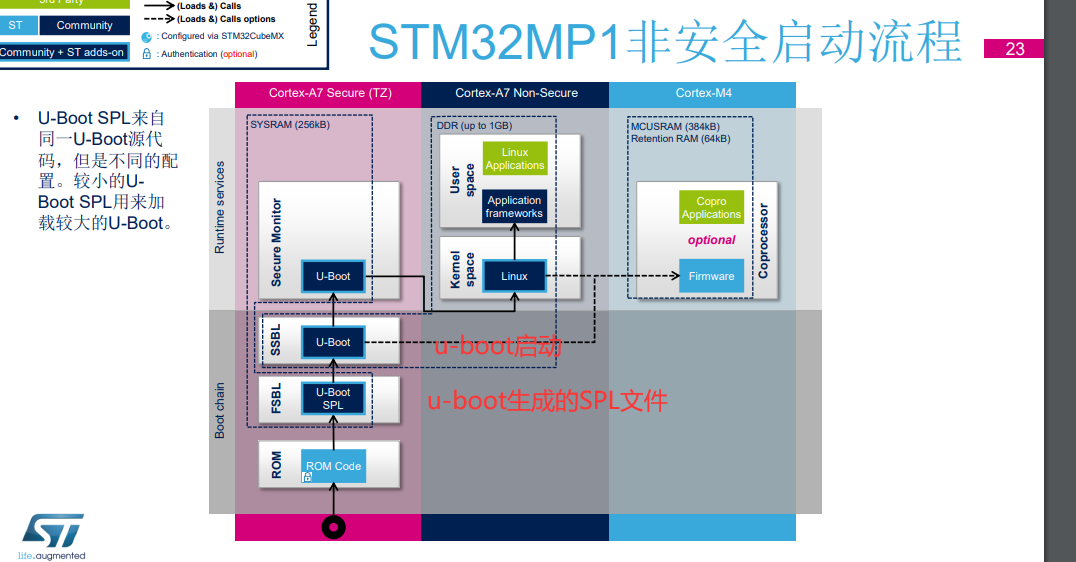 3rd Party
ST
Community
Community + ST adds-on
(Loads &) Calls
(Loads &) Calls options
: Configured via STM32CubeMX
: Authentication (optional)
Legend
STM32MP1非安全启动流程
23
• U-Boot SPL来自
同一U-Boot源代
码，但是不同的配
置。较小的U-
Boot SPL用来加
载较大的U-Boot。
Cortex-A7 Secure (TZ)
Cortex-A7 Non-Secure
Cortex-M4
Runtime services
SYSRAM (256kB)
DDR (up to 1GB)
MCUSRAM (384kB)
Retention RAM (64kB)
User
space
Linux
Applications
Application
frameworks
Secure Monitor
U-Boot
Kernel
space
Linux
Copro
Applications
optional
Firmware
Coprocessor
Boot chain
SSBL
U-Boot
u-boot启动
FSBL
U-Boot
SPL
u-boot生成的SPL文件
ROM
ROM Code
ST
life.augmented